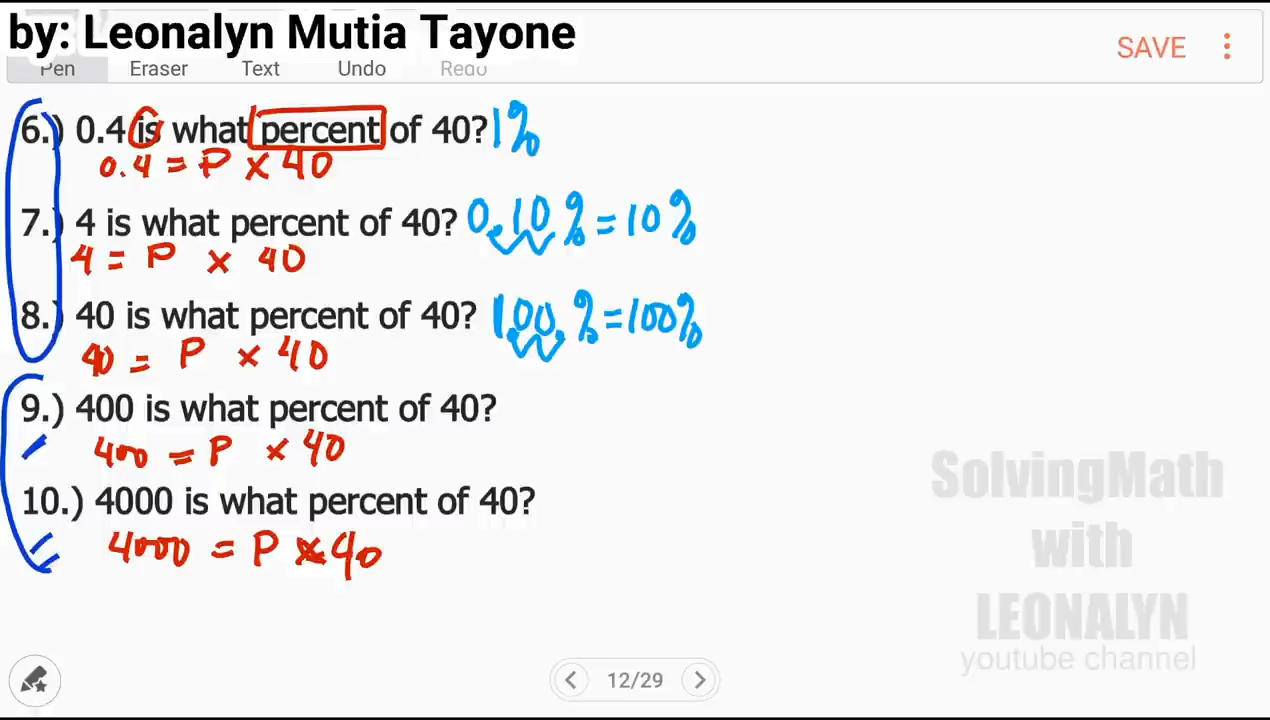 by: Leonalyn Mutia Tayone
SAVE
Pen Eraser Text Undo Redo
6.) 0.4 is what percent of 40? 1%
0.4 = P x 40
7.) 4 is what percent of 40? 0.10% = 10%
4 = P x 40
8.) 40 is what percent of 40? 1.00.% = 100%
40 = P x 40
9.) 400 is what percent of 40?
400 = P x 40
10.) 4000 is what percent of 40?
4000 = P x 40
SolvingMath
with
LEONALYN
youtube channel
12/29